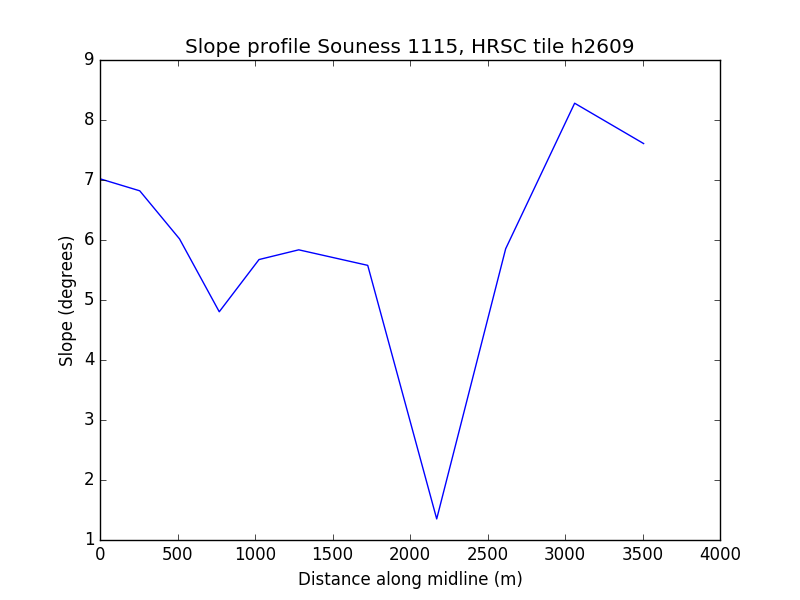 Slope profile Souness 1115, HRSC tile h2609
9
8
7
6
5
4
3
2
1
Slope (degrees)
0 500 1000 1500 2000 2500 3000 3500 4000
Distance along midline (m)